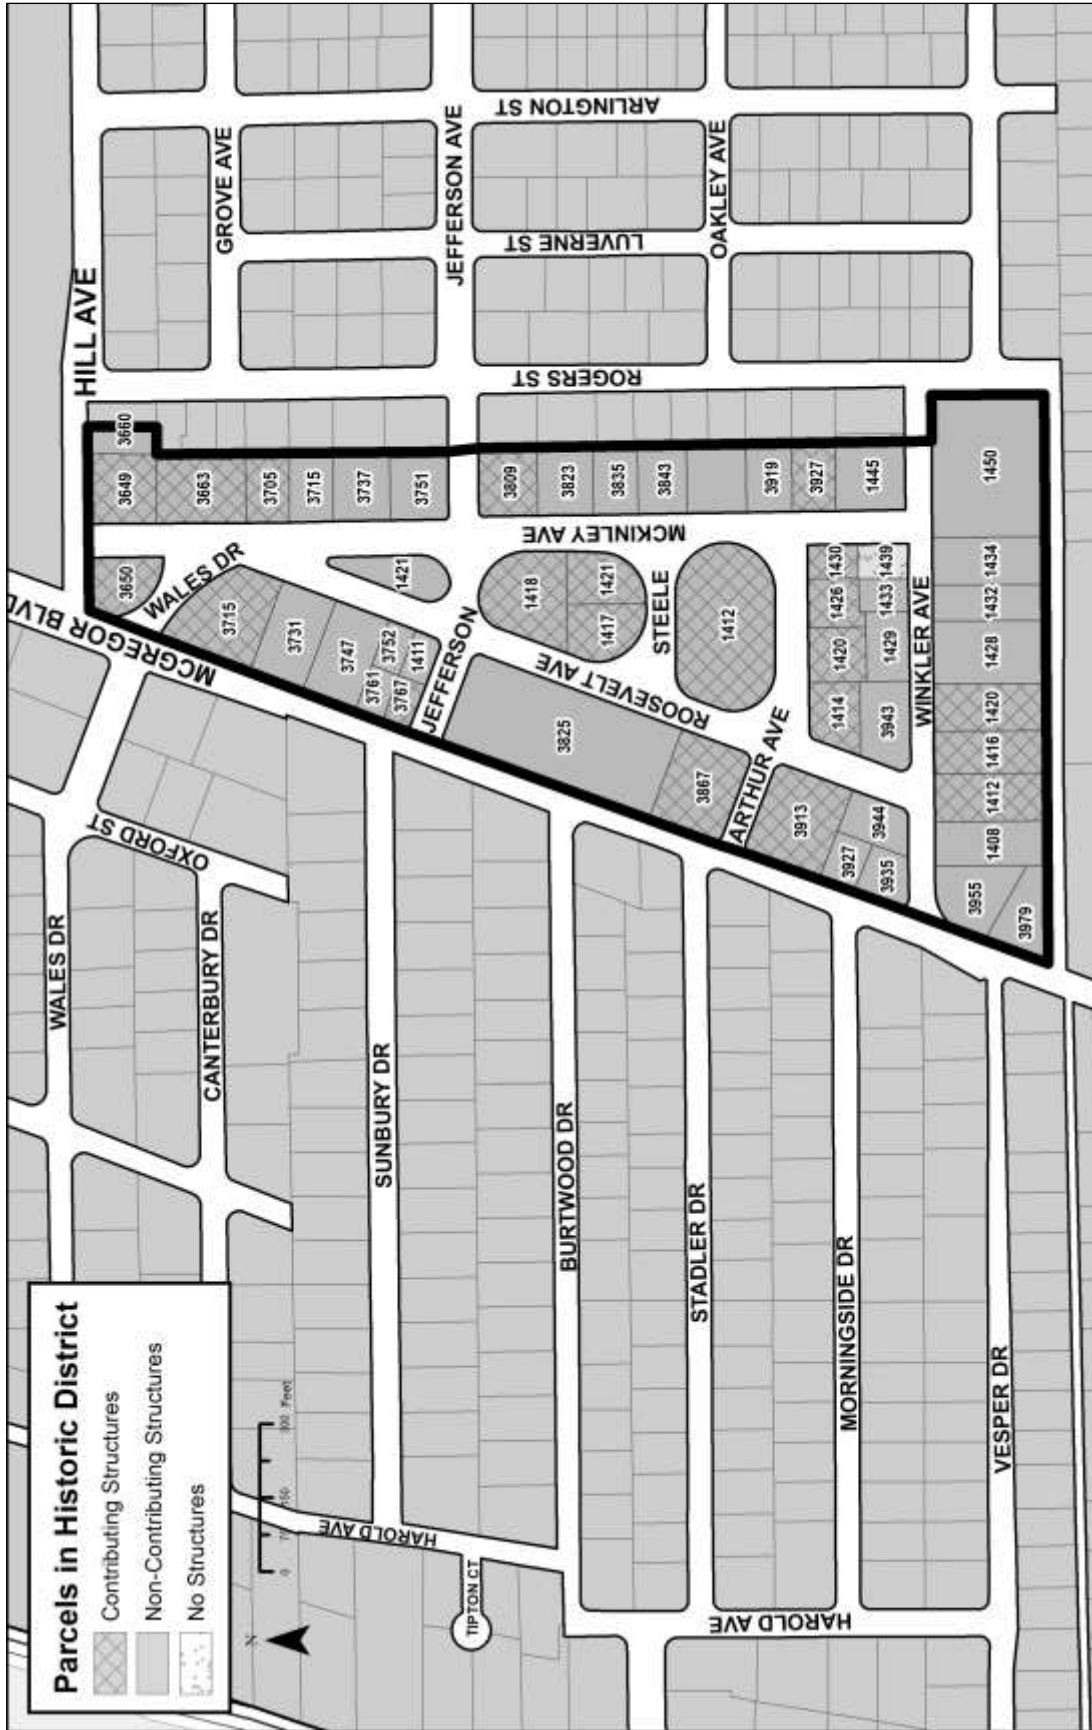 Parcels in Historic District
Contributing Structures
Non-Contributing Structures
No Structures
N
0
150
300 Feet
HILL AVE
GROVE AVE
JEFFERSON AVE
OAKLEY AVE
ARLINGTON ST
LUVERNE ST
ROGERS ST
MCKINLEY AVE
MCGREGOR BLVD
WALES DR
JEFFERSON
ROOSEVELT AVE
STEELE
ARTHUR AVE
WINKLER AVE
OXFORD ST
WALES DR
CANTERBURY DR
SUNBURY DR
BURTWOOD DR
STADLER DR
MORNINGSIDE DR
VESPER DR
HAROLD AVE
TIPTON CT
HAROLD AVE
3660
3649
3663
3705
3715
3737
3751
3809
3823
3835
3843
3919
3927
1445
1450
3650
3715
3731
3747
3752
3761
3767
1411
1421
1418
1421
1417
1412
3825
3867
3913
3927
3935
3944
1430
1439
1426
1433
1420
1429
1414
3943
1434
1432
1428
1420
1416
1412
1408
3955
3979